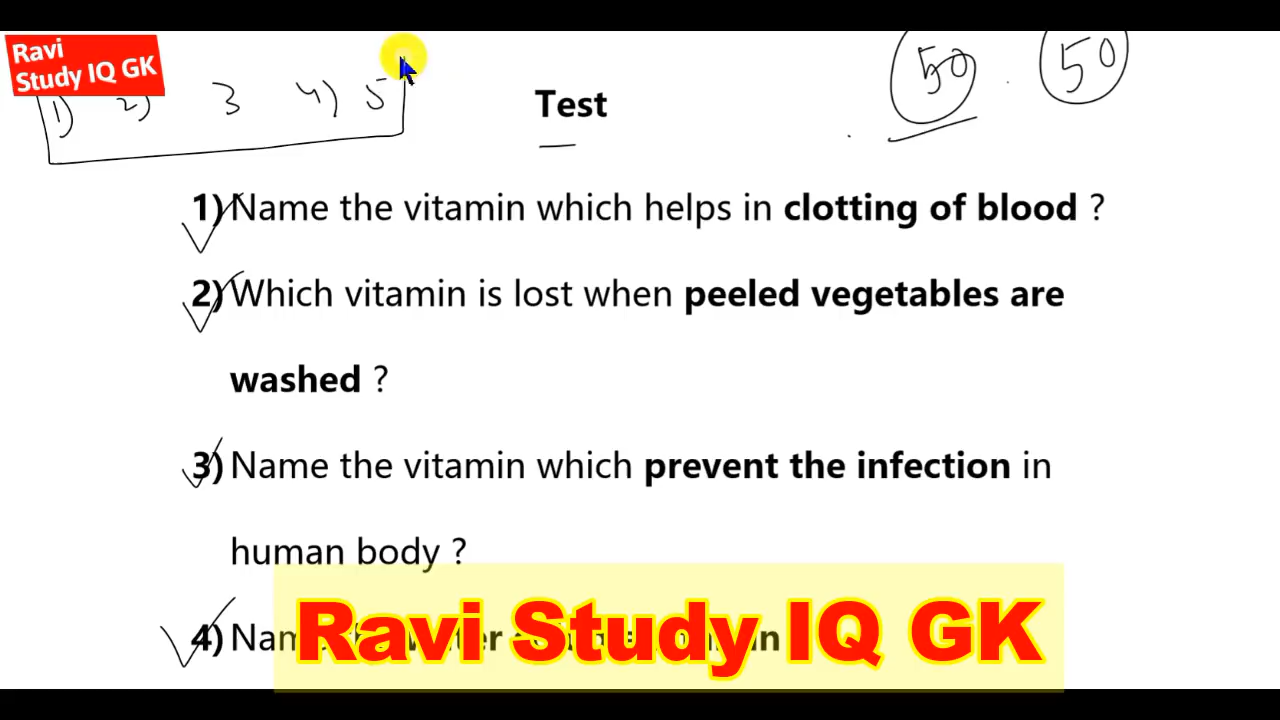 Ravi
Study IQ GK
50
50
1) 2) 3 4) 5
Test
1) Name the vitamin which helps in clotting of blood ?
2) Which vitamin is lost when peeled vegetables are
washed ?
3) Name the vitamin which prevent the infection in
human body ?
4)
Ravi Study IQ GK